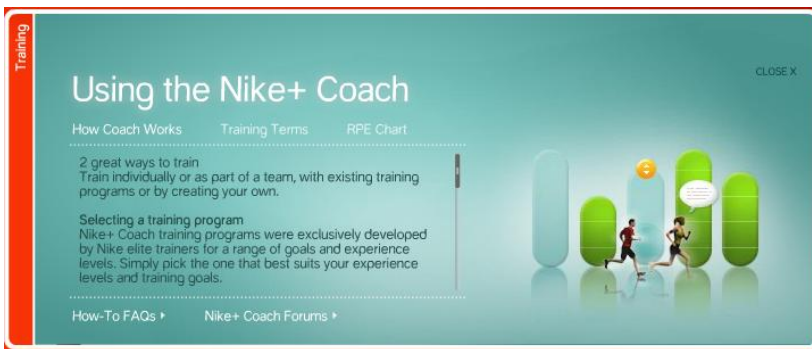 Training
CLOSE X
Using the Nike+ Coach
How Coach Works Training Terms RPE Chart
2 great ways to train
Train individually or as part of a team, with existing training
programs or by creating your own.
Selecting a training program
Nike+ Coach training programs were exclusively developed
by Nike elite trainers for a range of goals and experience
levels. Simply pick the one that best suits your experience
levels and training goals.
How-To FAQs Nike+ Coach Forums